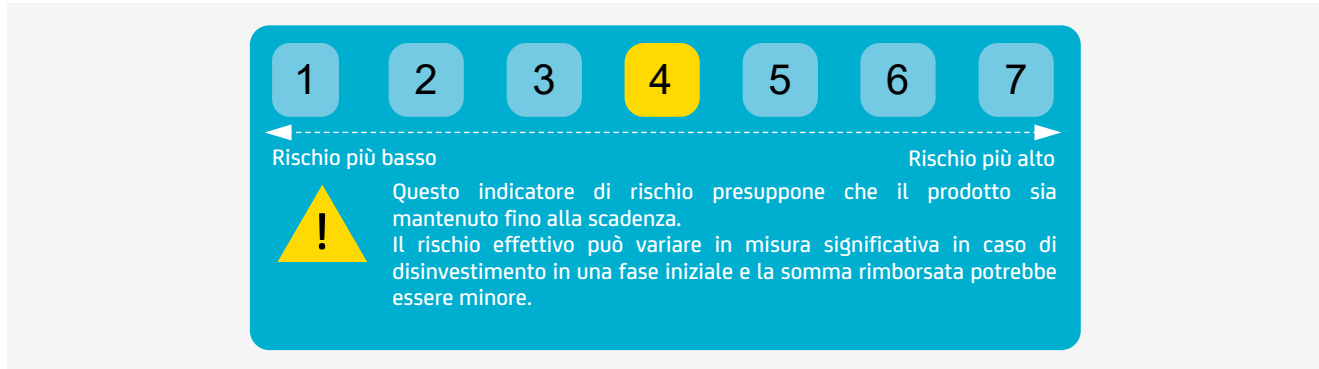 1 2 3 4 5 6 7
Rischio più basso Rischio più alto
Questo indicatore di rischio presuppone che il prodotto sia
mantenuto fino alla scadenza.
!
Il rischio effettivo può variare in misura significativa in caso di
disinvestimento in una fase iniziale e la somma rimborsata potrebbe
essere minore.